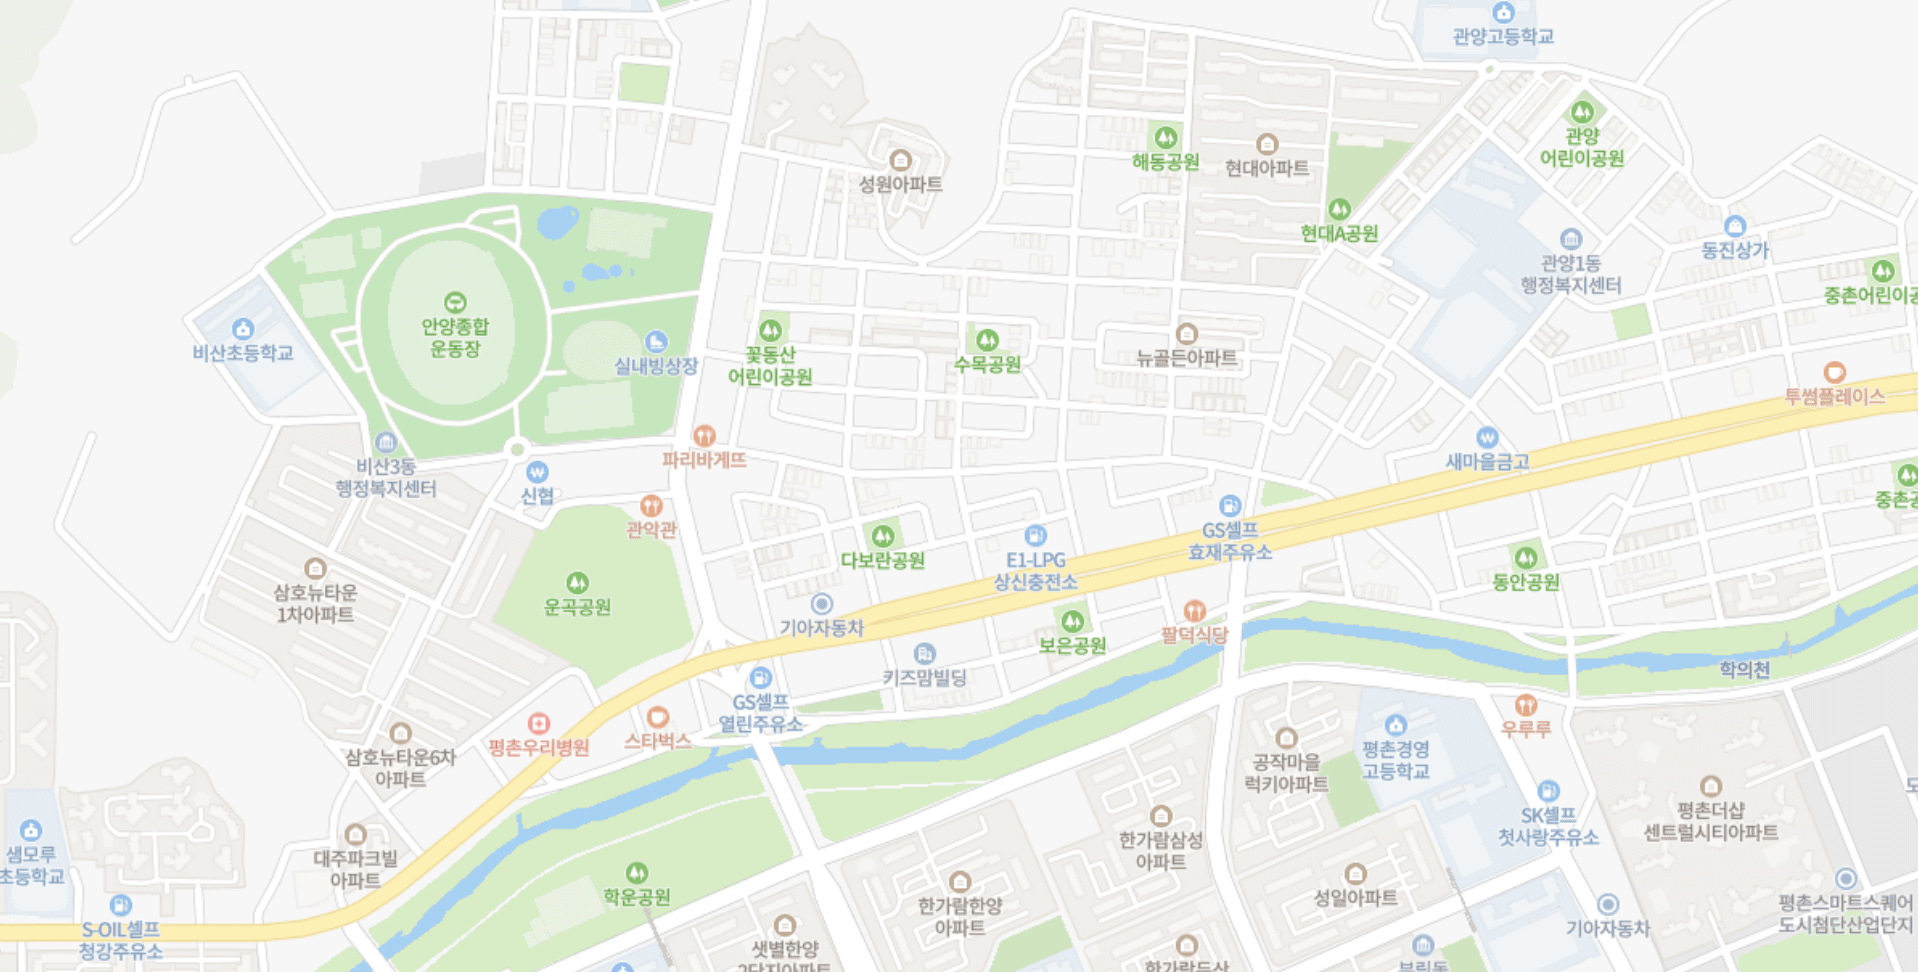 관양고등학교
관양
어린이공원
해동공원
현대아파트
성원아파트
현대A공원
동진상가
관양1동
행정복지센터
중촌어린이공
안양종합
운동장
비산초등학교
실내빙상장
꽃동산
어린이공원
수목공원
뉴골든아파트
투썸플레이스
파리바게뜨
새마을금고
비산3동
행정복지센터
신협
관악관
GS셀프
효재주유소
중촌공
다보란공원
E1-LPG
상신충전소
동안공원
삼호뉴타운
1차아파트
운곡공원
기아자동차
보은공원
팔덕식당
키즈맘빌딩
학의천
GS셀프
열린주유소
평촌우리병원
스타벅스
우루루
삼호뉴타운6차
아파트
공작마을
럭키아파트
평촌경영
고등학교
SK셀프
첫사랑주유소
평촌더샵
센트럴시티아파트
도
샘모루
초등학교
대주파크빌
아파트
한가람삼성
아파트
학운공원
한가람한양
아파트
성일아파트
기아자동차
평촌스마트스퀘어
도시첨단산업단지
S-OIL셀프
청강주유소
샛별한양
2단지아파트
한가람두산
부림동